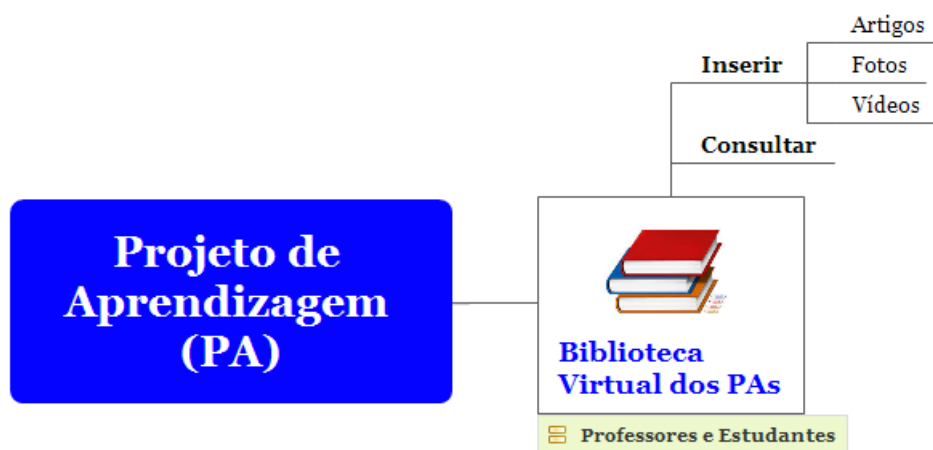 Artigos
Inserir
Fotos
Vídeos
Consultar
Projeto de
Aprendizagem
(PA)
Biblioteca
Virtual dos PAs
Professores e Estudantes